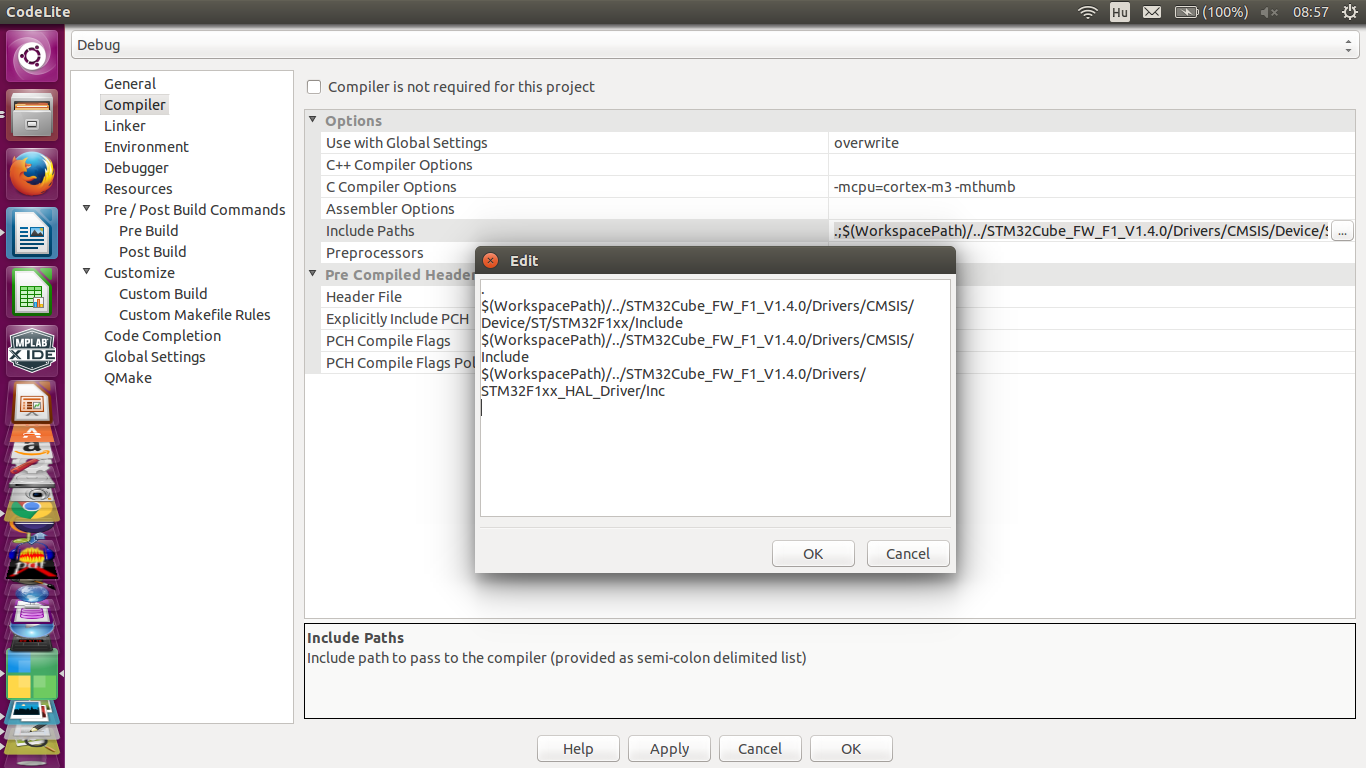 CodeLite
Hu
(100%)
08:57
Debug
General
Compiler
Linker
Environment
Debugger
Resources
Pre / Post Build Commands
Pre Build
Post Build
Customize
Custom Build
Custom Makefile Rules
Code Completion
Global Settings
QMake
Compiler is not required for this project
Options
Use with Global Settings
overwrite
C++ Compiler Options
C Compiler Options
-mcpu=cortex-m3 -mthumb
Assembler Options
Include Paths
.;$(WorkspacePath)/../STM32Cube_FW_F1_V1.4.0/Drivers/CMSIS/Device/S
...
Preprocessors
Pre Compiled Header
Header File
Explicitly Include PCH
PCH Compile Flags
PCH Compile Flags Pol
Edit
.
$(WorkspacePath)/../STM32Cube_FW_F1_V1.4.0/Drivers/CMSIS/
Device/ST/STM32F1xx/Include
$(WorkspacePath)/../STM32Cube_FW_F1_V1.4.0/Drivers/CMSIS/
Include
$(WorkspacePath)/../STM32Cube_FW_F1_V1.4.0/Drivers/
STM32F1xx_HAL_Driver/Inc
OK
Cancel
Include Paths
Include path to pass to the compiler (provided as semi-colon delimited list)
Help
Apply
Cancel
OK
MPLAB
X IDE
a